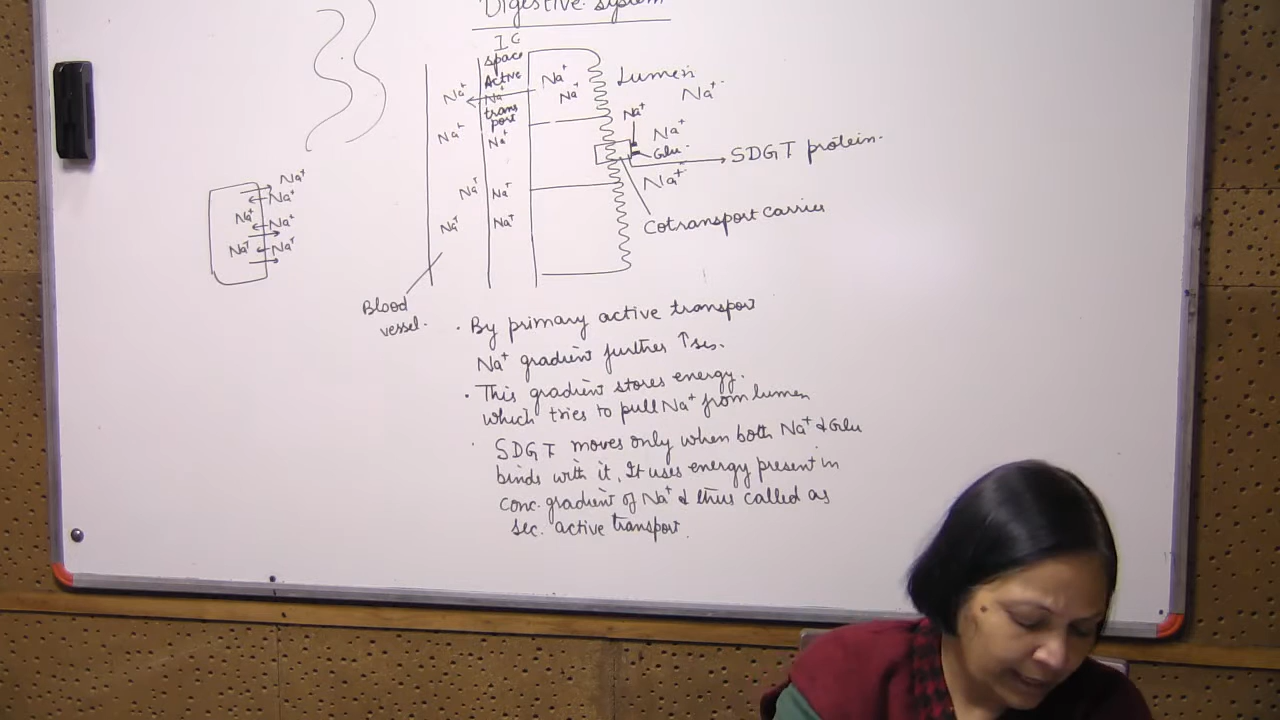 Digestive system
IC
space
Active
Na+
trans
port
Na+
Na+
Na+
Na+
Na+
Na+
Na+
Na+
Na+
Lumen
Na+
Na+
Na+
Glu.
Na+
SDGT protein.
Cotransport carrier
Blood
vessel.
Na+
Na+
Na+
Na+
Na+
Na+
· By primary active transport
Na+ gradient further ↑ses.
· This gradient stores energy.
which tries to pull Na+ from lumen
· SDGT moves only when both Na+ & Glu
binds with it, It uses energy present in
conc. gradient of Na+ & thus called as
sec. active transport.